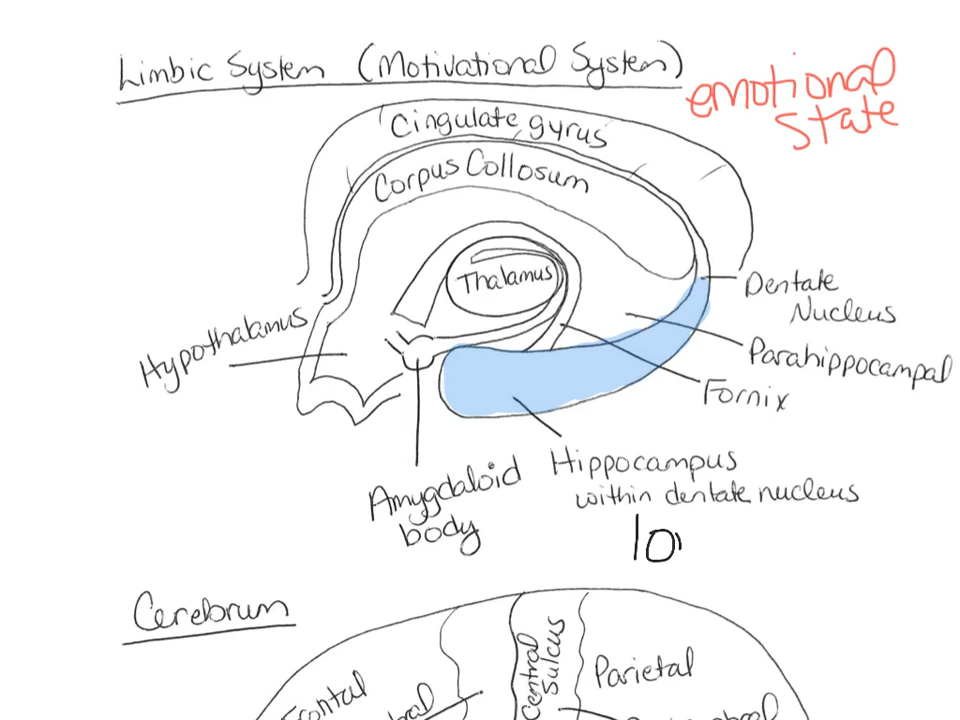 Limbic System (Motivational System)
emotional
state
Cingulate gyrus
Corpus Collosum
Thalamus
Dentate
Nucleus
Hypothalamus
Parahippocampal
Fornix
Hippocampus
within dentate nucleus
Amygdaloid
body
10
Cerebrum
Central
Sulcus
Parietal
Frontal